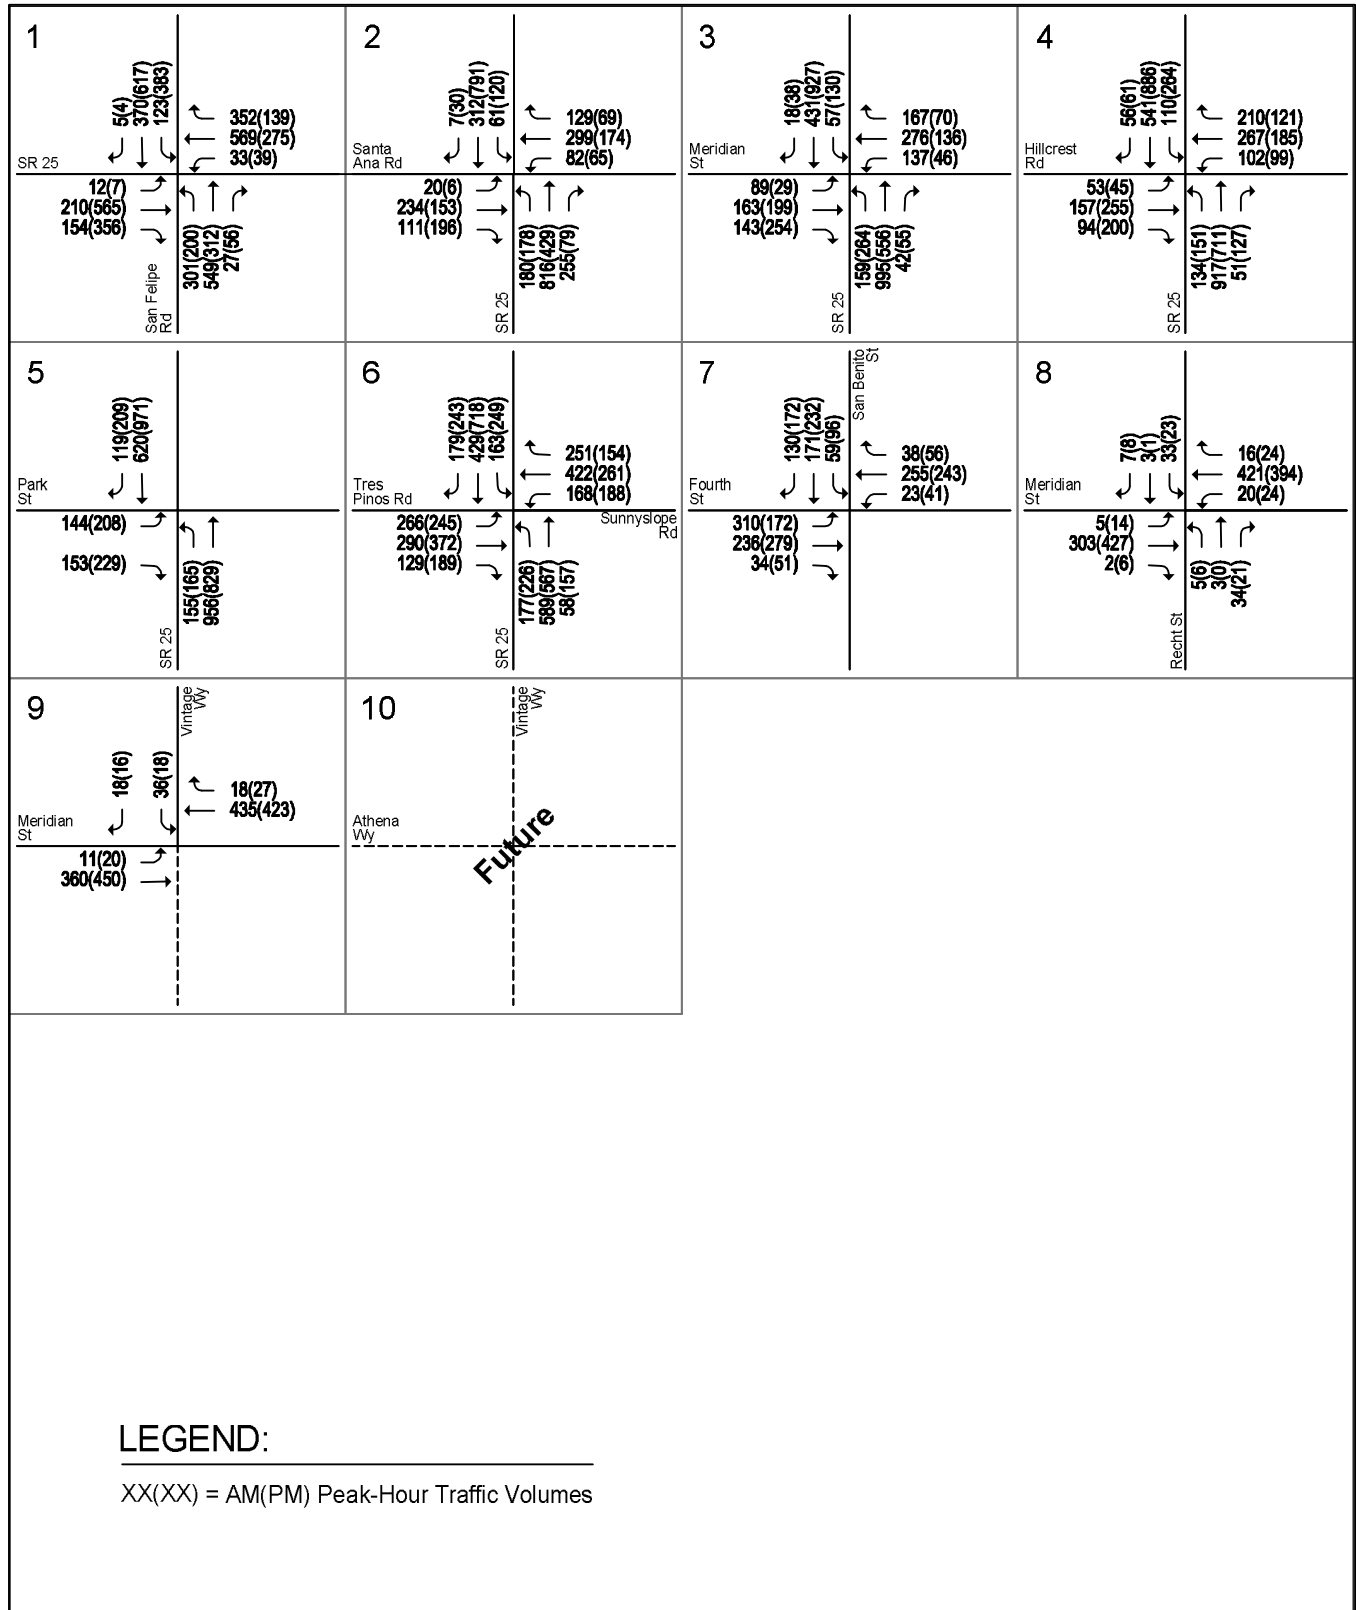 1
5(4)
370(617)
123(383)
352(139)
569(275)
33(39)
SR 25
12(7)
210(565)
154(356)
301(200)
549(312)
27(56)
San Felipe
Rd
2
7(30)
312(791)
61(120)
129(69)
299(174)
82(65)
Santa
Ana Rd
20(6)
234(153)
111(196)
180(178)
816(429)
255(79)
SR 25
3
18(38)
431(927)
57(130)
167(70)
276(136)
137(46)
Meridian
St
89(29)
163(199)
143(254)
159(264)
995(556)
42(55)
SR 25
4
56(61)
541(886)
110(264)
210(121)
267(185)
102(99)
Hillcrest
Rd
53(45)
157(255)
94(200)
134(151)
917(711)
51(127)
SR 25
5
119(209)
620(971)
Park
St
144(208)
153(229)
155(165)
956(829)
SR 25
6
179(243)
429(718)
163(249)
251(154)
422(261)
168(188)
Tres
Pinos Rd
Sunnyslope
Rd
266(245)
290(372)
129(189)
177(226)
589(567)
58(157)
SR 25
7
San Benito
St
130(172)
171(232)
59(96)
38(56)
255(243)
23(41)
Fourth
St
310(172)
236(279)
34(51)
8
7(8)
3(1)
33(23)
16(24)
421(394)
20(24)
Meridian
St
5(14)
303(427)
2(6)
5(6)
3(0)
34(21)
Recht St
9
Vintage
Wy
18(16)
36(18)
18(27)
435(423)
Meridian
St
11(20)
360(450)
10
Vintage
Wy
Athena
Wy
Future
LEGEND:
XX(XX) = AM(PM) Peak-Hour Traffic Volumes